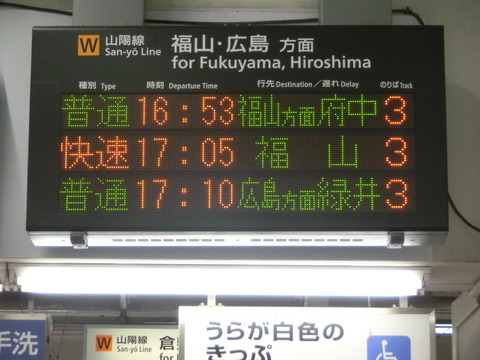 W 山陽線 San-yō Line 福山・広島 方面 for Fukuyama, Hiroshima
種別 Type 時刻 Departure Time 行先 Destination/遅れ Delay のりば Track
普通 16:53 福山方面府中 3
快速 17:05 福山 3
普通 17:10 広島方面緑井 3
手洗
W 山陽線 San-yō Line 倉
for
うらが白色の
きっぷ